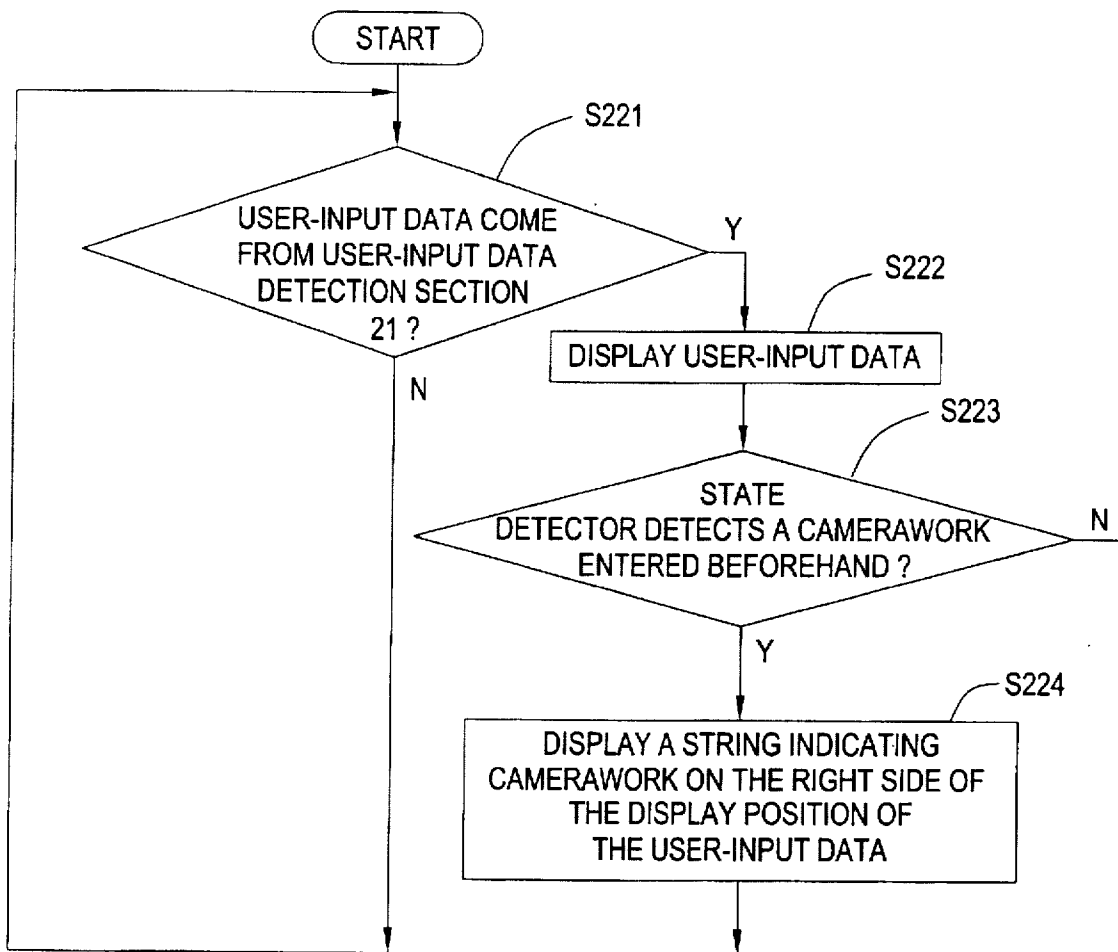 START
S221
USER-INPUT DATA COME
FROM USER-INPUT DATA
DETECTION SECTION
21 ?
Y
N
S222
DISPLAY USER-INPUT DATA
S223
STATE
DETECTOR DETECTS A CAMERAWORK
ENTERED BEFOREHAND ?
N
Y
S224
DISPLAY A STRING INDICATING
CAMERAWORK ON THE RIGHT SIDE OF
THE DISPLAY POSITION OF
THE USER-INPUT DATA